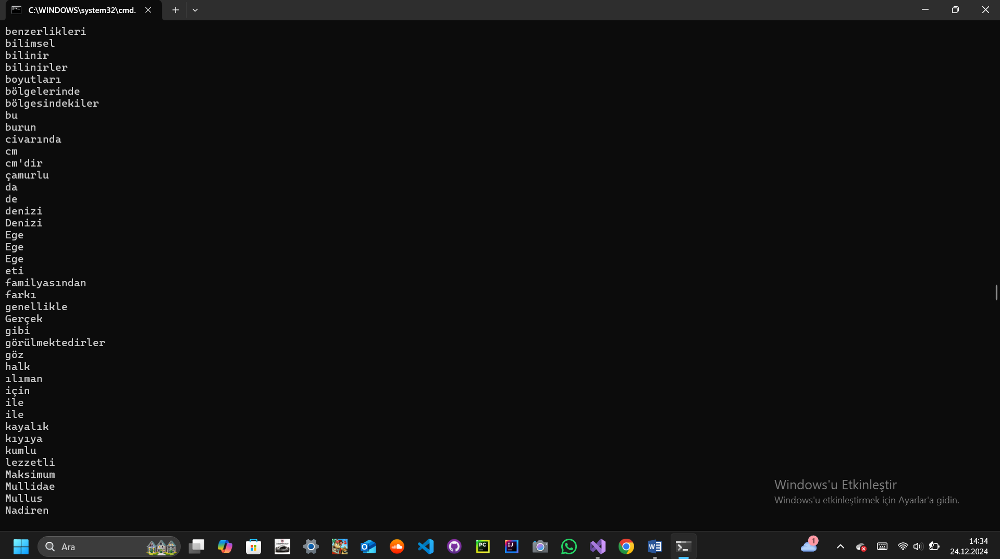 C:\WINDOWS\system32\cmd.
benzerlikleri
bilimsel
bilinir
bilinirler
boyutları
bölgelerinde
bölgesindekiler
bu
burun
civarında
cm
cm'dir
çamurlu
da
de
denizi
Denizi
Ege
Ege
Ege
eti
familyasından
farkı
genellikle
Gerçek
gibi
görülmektedirler
göz
halk
ılıman
için
ile
ile
kayalık
kıyıya
kumlu
lezzetli
Maksimum
Mullidae
Mullus
Nadiren
Windows'u Etkinleştir
Windows'u etkinleştirmek için Ayarlar'a gidin.
Ara
PC
IJ
1
14:34
24.12.2024